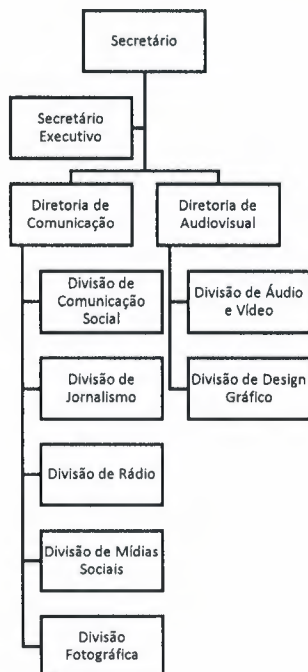 Secretário
Secretário
Executivo
Diretoria de
Comunicação
Diretoria de
Audiovisual
Divisão de
Comunicação
Social
Divisão de Áudio
e Vídeo
Divisão de
Jornalismo
Divisão de Design
Gráfico
Divisão de Rádio
Divisão de Mídias
Sociais
Divisão
Fotográfica